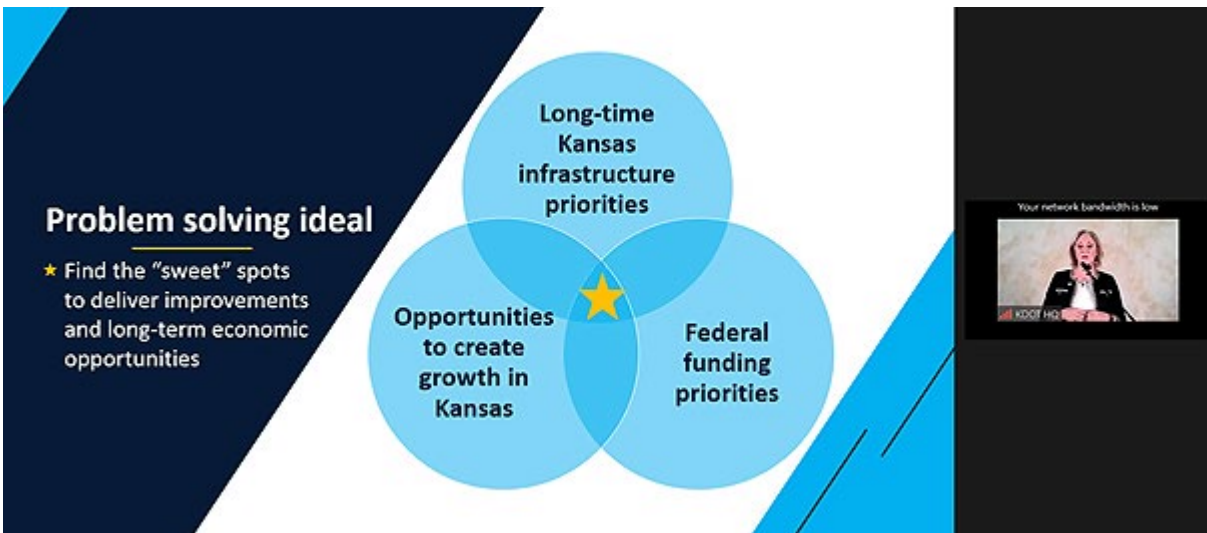 Problem solving ideal
Find the “sweet” spots
to deliver improvements
and long-term economic
opportunities
Long-time
Kansas
infrastructure
priorities
Opportunities
to create
growth in
Kansas
Federal
funding
priorities
Your network bandwidth is low
KDOT HQ